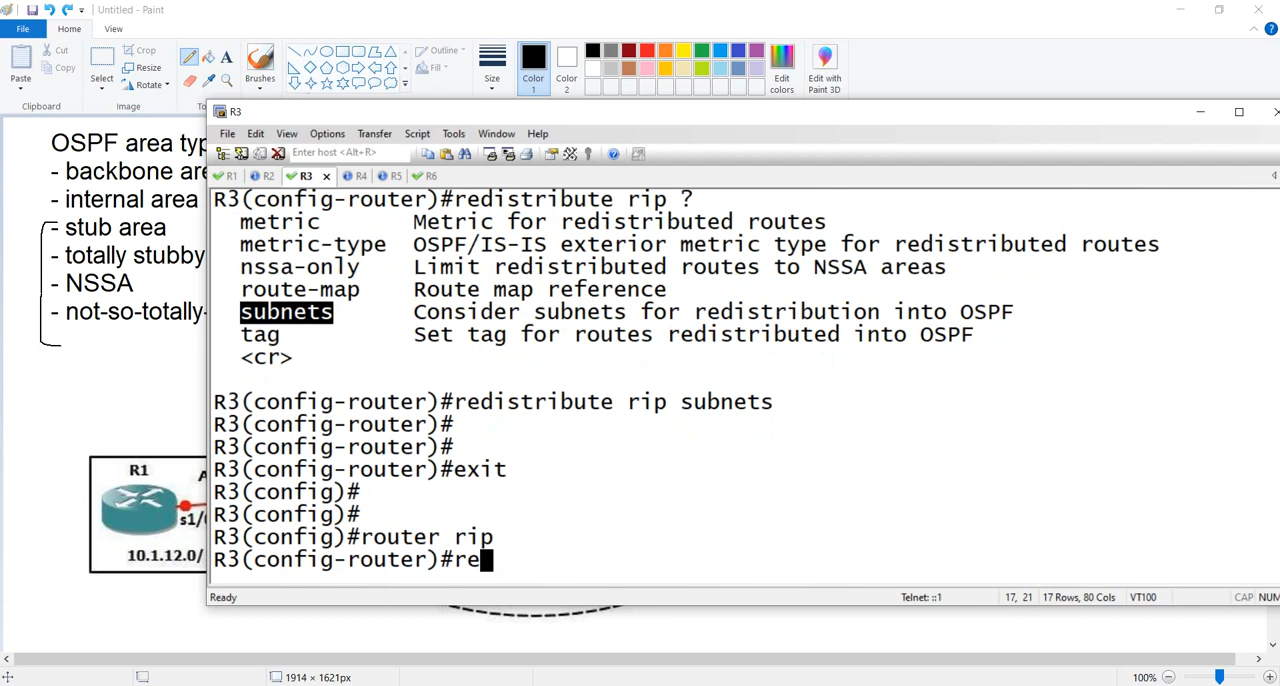 Untitled - Paint
File Home View
Paste
Cut
Copy
Clipboard
Select
Crop
Resize
Rotate
Image
Brushes
Outline
Fill
Size
Color
1
Color
2
Edit
colors
Edit with
Paint 3D
OSPF area typ
- backbone are
- internal area
- stub area
- totally stubby
- NSSA
- not-so-totally-
R1
s1/
10.1.12.0/
R3
File Edit View Options Transfer Script Tools Window Help
Enter host <Alt+R>
R1 R2 R3 R4 R5 R6
R3(config-router)#redistribute rip ?
metric Metric for redistributed routes
metric-type OSPF/IS-IS exterior metric type for redistributed routes
nssa-only Limit redistributed routes to NSSA areas
route-map Route map reference
subnets Consider subnets for redistribution into OSPF
tag Set tag for routes redistributed into OSPF
<cr>
R3(config-router)#redistribute rip subnets
R3(config-router)#
R3(config-router)#
R3(config-router)#exit
R3(config)#
R3(config)#
R3(config)#router rip
R3(config-router)#re
Ready Telnet: ::1 17, 21 17 Rows, 80 Cols VT100 CAP NUM
1914 × 1621px 100%